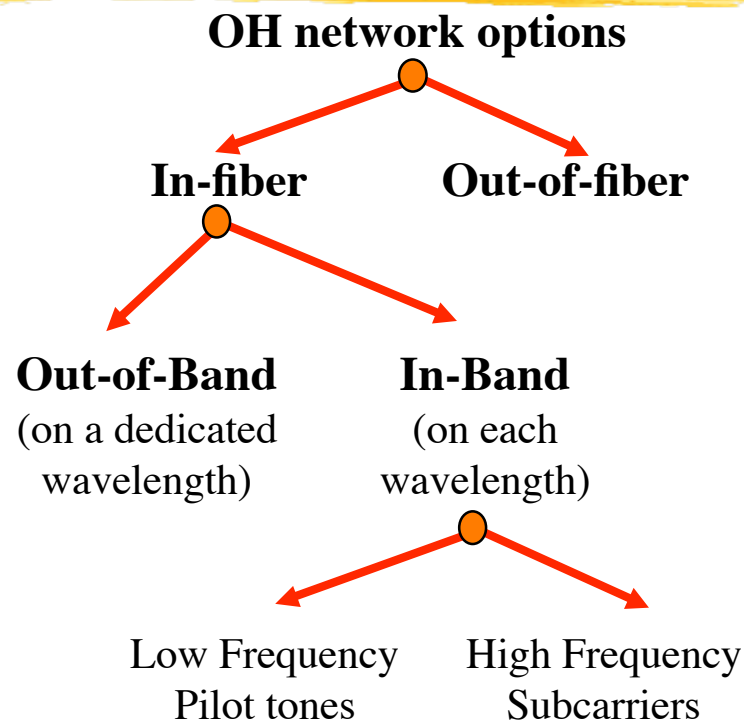 OH network options
In-fiber
Out-of-fiber
Out-of-Band
(on a dedicated
wavelength)
In-Band
(on each
wavelength)
Low Frequency
Pilot tones
High Frequency
Subcarriers